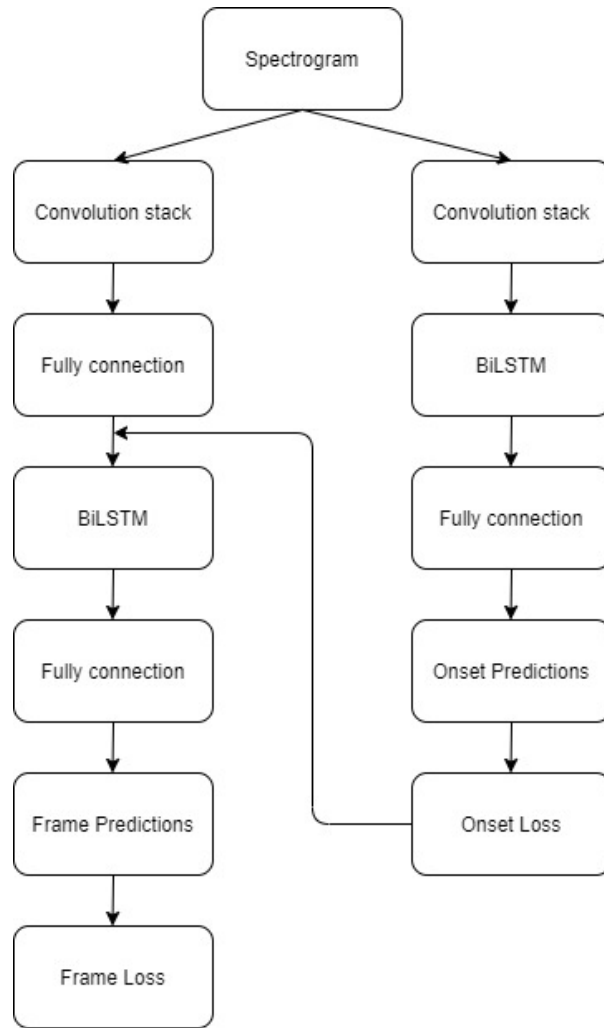 Spectrogram
Convolution stack
Convolution stack
Fully connection
BiLSTM
BiLSTM
Fully connection
Fully connection
Onset Predictions
Frame Predictions
Onset Loss
Frame Loss